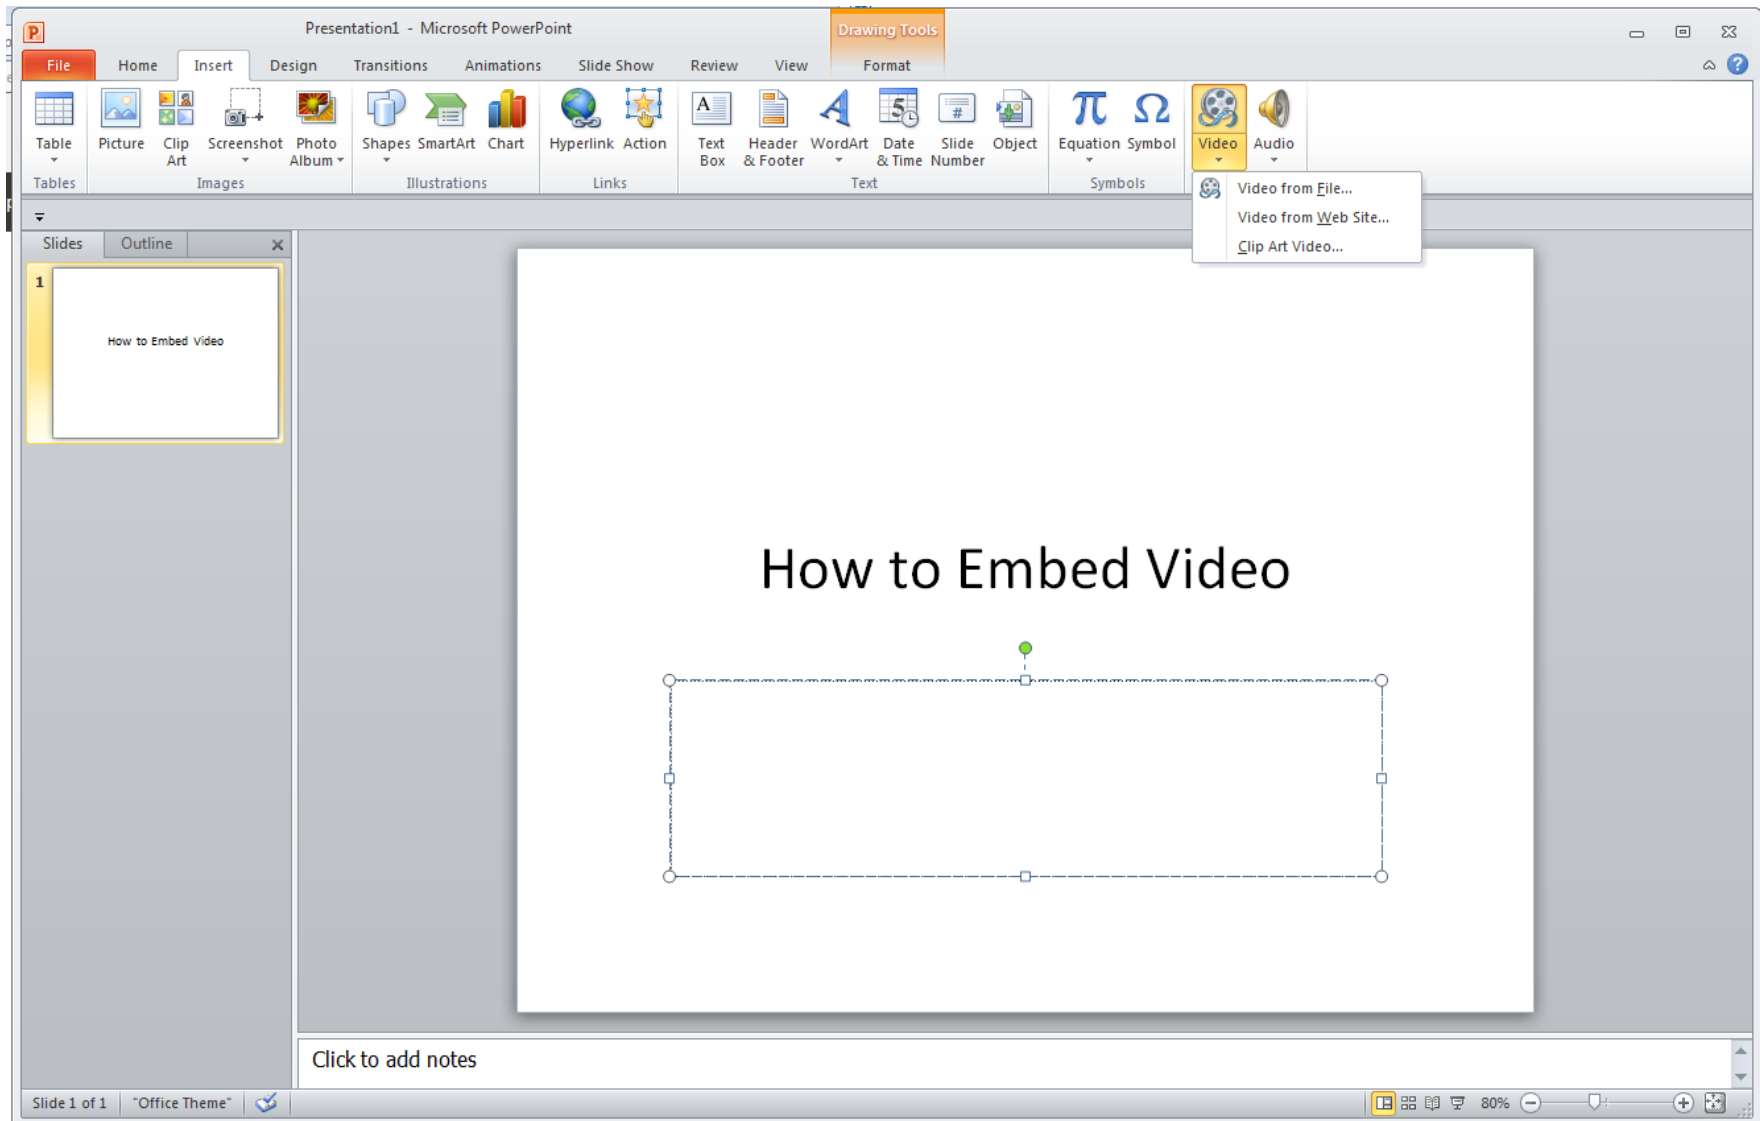 Presentation1 - Microsoft PowerPoint
Drawing Tools
File Home Insert Design Transitions Animations Slide Show Review View Format
Table Picture Clip Art Screenshot Photo Album Shapes SmartArt Chart Hyperlink Action Text Box Header & Footer WordArt Date & Time Slide Number Object Equation Symbol Video Audio
Tables Images Illustrations Links Text Symbols
Video from File...
Video from Web Site...
Clip Art Video...
Slides Outline
1
How to Embed Video
How to Embed Video
Click to add notes
Slide 1 of 1 "Office Theme" 80%